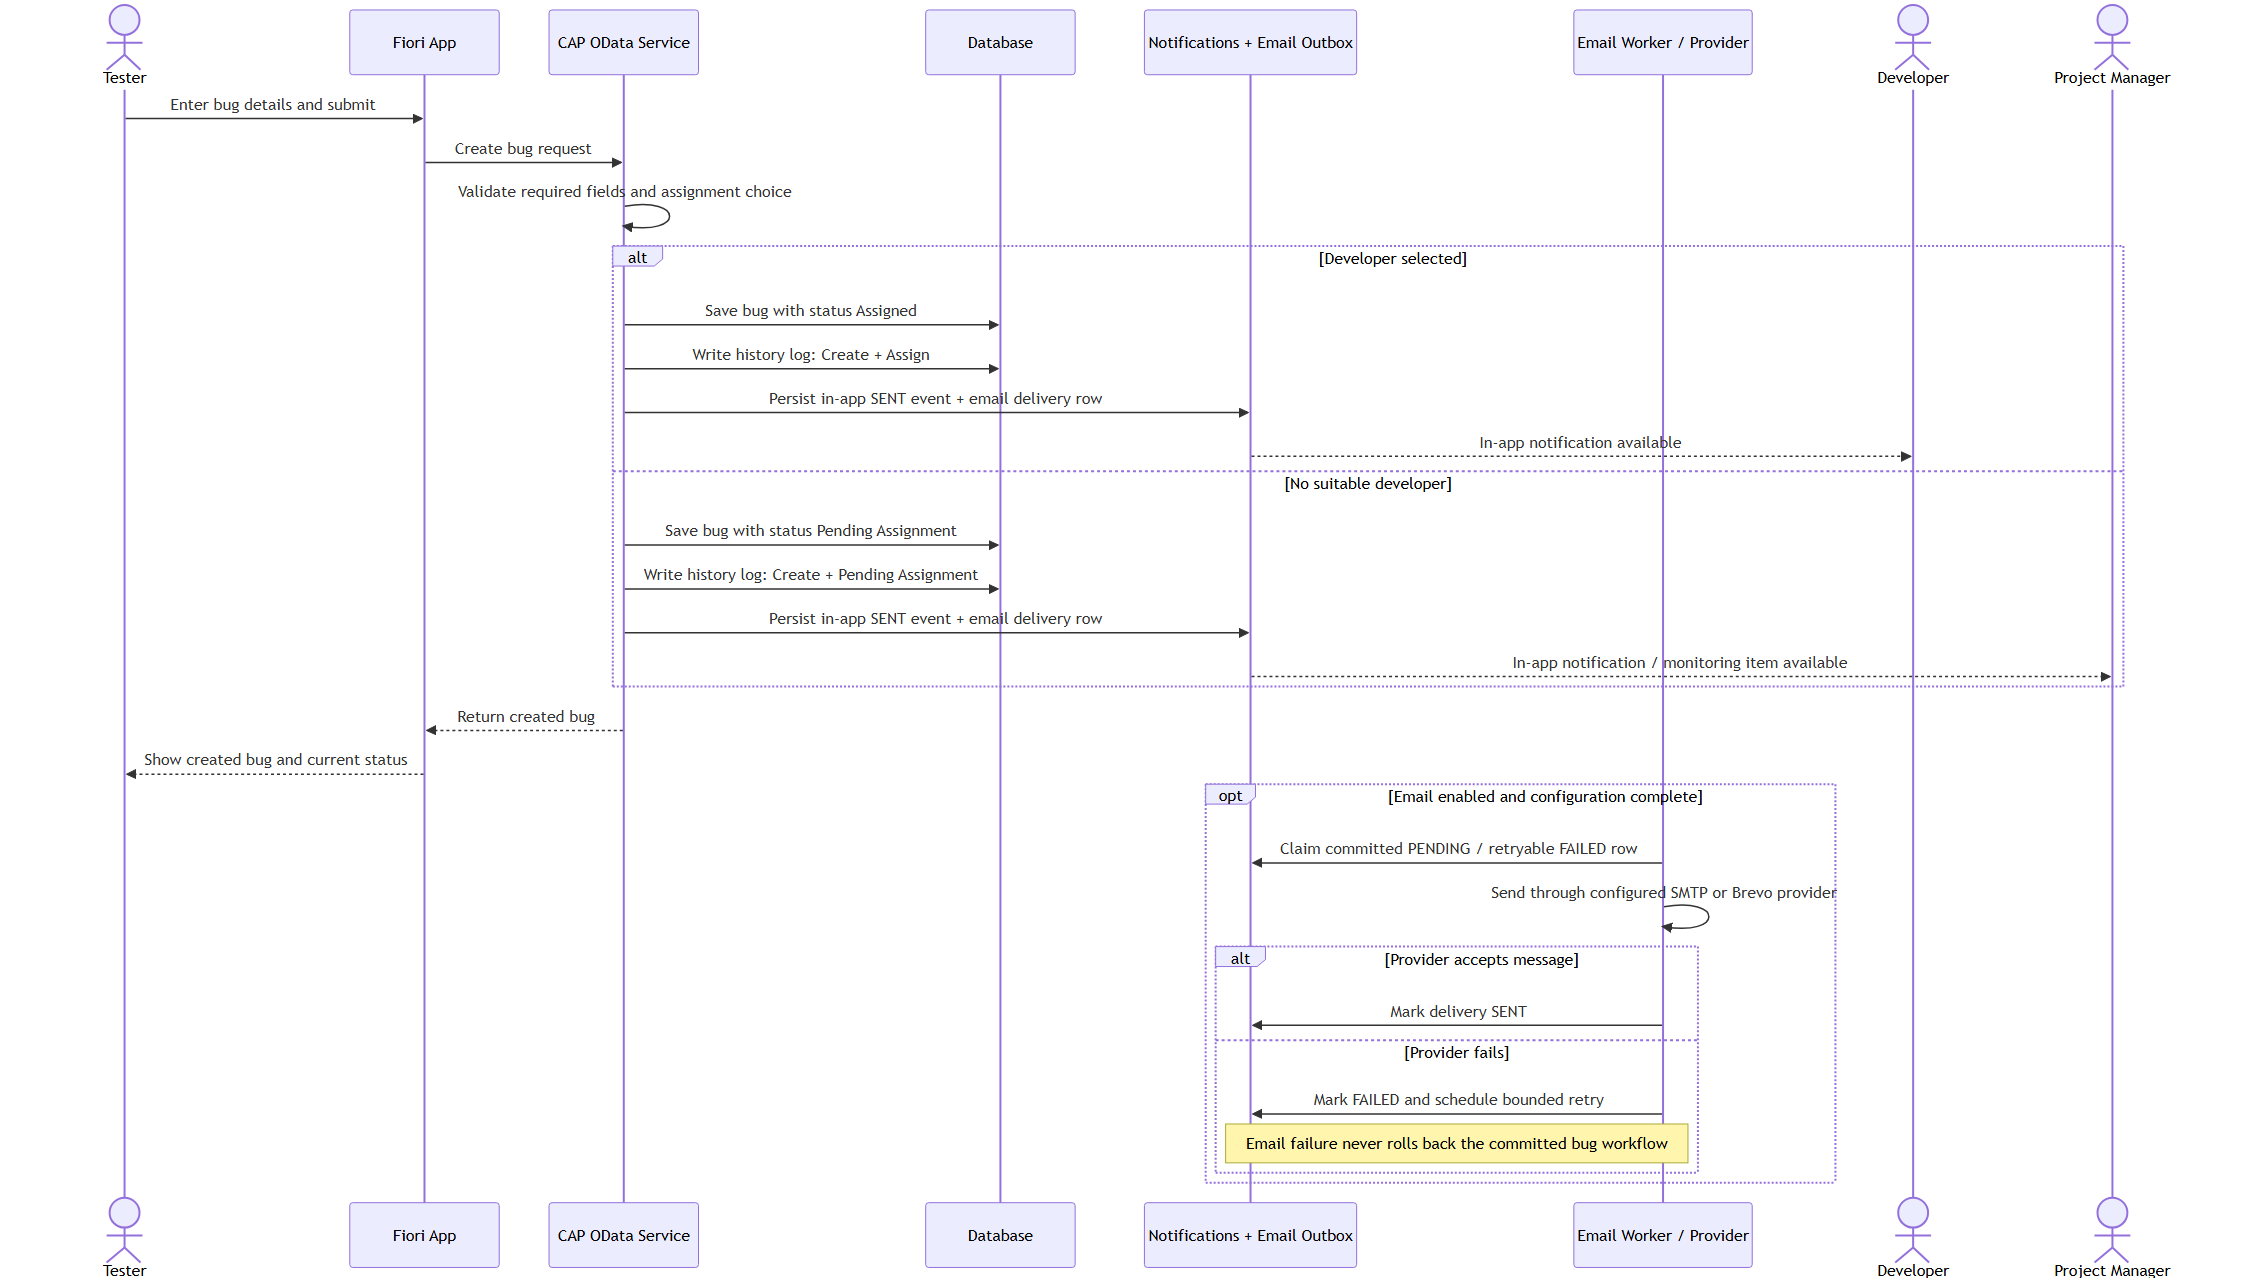 Tester
Fiori App
CAP OData Service
Database
Notifications + Email Outbox
Email Worker / Provider
Developer
Project Manager
Enter bug details and submit
Create bug request
Validate required fields and assignment choice
alt
[Developer selected]
Save bug with status Assigned
Write history log: Create + Assign
Persist in-app SENT event + email delivery row
In-app notification available
[No suitable developer]
Save bug with status Pending Assignment
Write history log: Create + Pending Assignment
Persist in-app SENT event + email delivery row
In-app notification / monitoring item available
Return created bug
Show created bug and current status
opt
[Email enabled and configuration complete]
Claim committed PENDING / retryable FAILED row
Send through configured SMTP or Brevo provider
alt
[Provider accepts message]
Mark delivery SENT
[Provider fails]
Mark FAILED and schedule bounded retry
Email failure never rolls back the committed bug workflow
Tester
Fiori App
CAP OData Service
Database
Notifications + Email Outbox
Email Worker / Provider
Developer
Project Manager